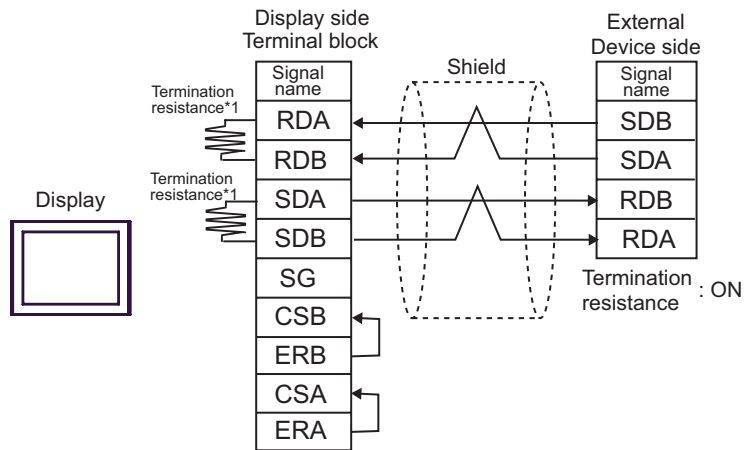 Display side
Terminal block
External
Device side
Signal
name
Shield
Signal
name
Termination
resistance*1
RDA
SDB
RDB
SDA
Termination
resistance*1
SDA
RDB
Display
SDB
RDA
SG
Termination
resistance : ON
CSB
ERB
CSA
ERA